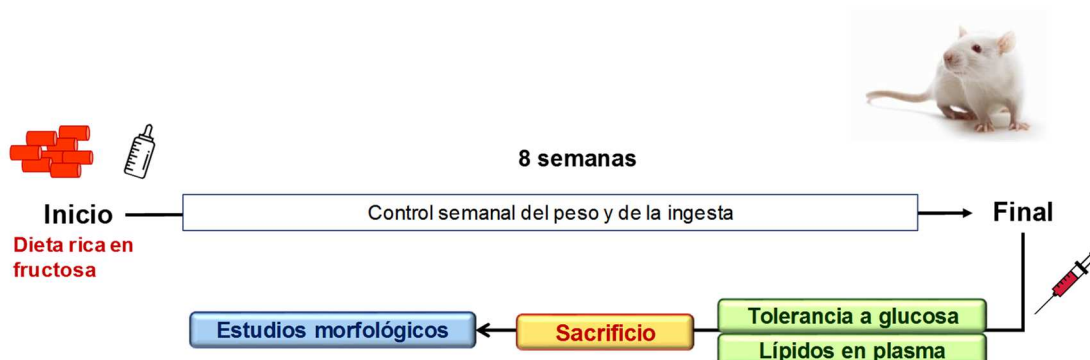 8 semanas
Inicio
Control semanal del peso y de la ingesta
Final
Dieta rica en
fructosa
Estudios morfológicos
Sacrificio
Tolerancia a glucosa
Lípidos en plasma